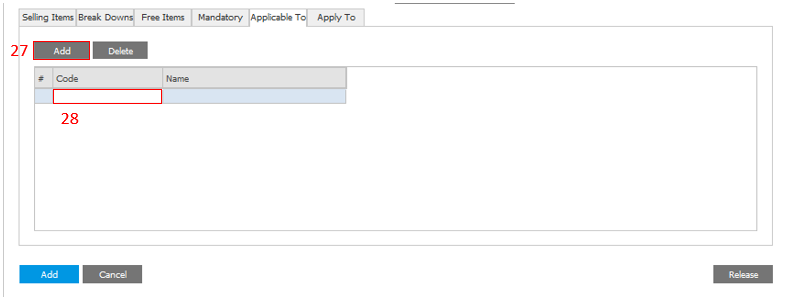 Selling Items Break Downs Free Items Mandatory Applicable To Apply To
27 Add Delete
# Code Name
28
Add Cancel Release